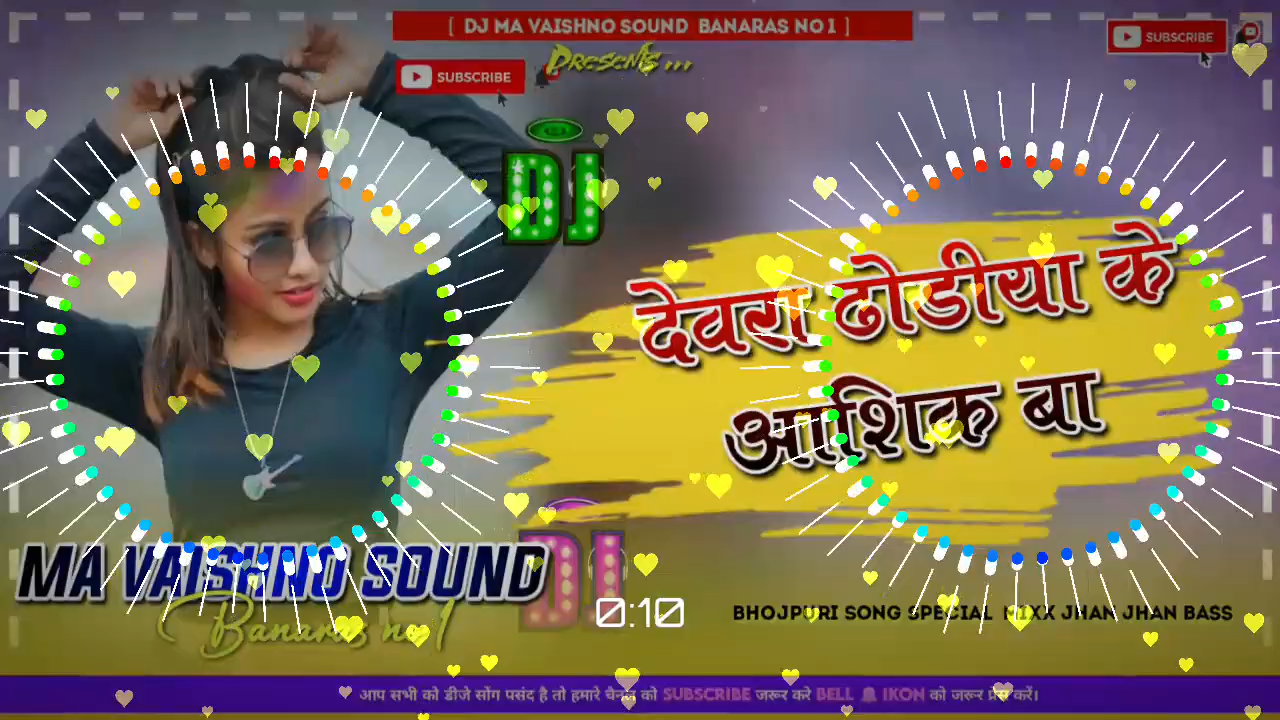 [ DJ MA VAISHNO SOUND BANARAS NO 1 ]
Presents...
SUBSCRIBE
SUBSCRIBE
DJ
देवरा ढोडीया के
आशिक बा
DJ
MA VAISHNO SOUND
Banaras no 1
0:10
BHOJPURI SONG SPECIAL MIXX JHAN JHAN BASS
आप सभी को डीजे सोंग पसंद है तो हमारे चैनल को SUBSCRIBE जरूर करे BELL IKON को जरूर प्रेस करें।